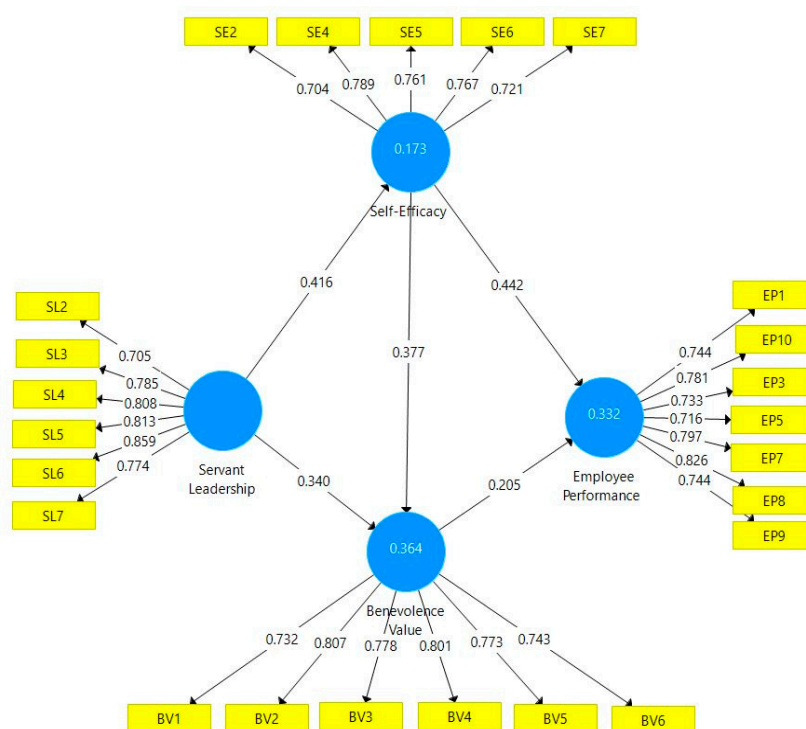 SE2
SE4
SE5
SE6
SE7
0.704
0.789
0.761
0.767
0.721
0.173
Self-Efficacy
0.416
0.442
0.377
SL2
SL3
SL4
SL5
SL6
SL7
0.705
0.785
0.808
0.813
0.859
0.774
Servant
Leadership
0.340
0.205
EP1
EP10
EP3
EP5
EP7
EP8
EP9
0.744
0.781
0.733
0.716
0.797
0.826
0.744
0.332
Employee
Performance
0.364
Benevolence
Value
0.732
0.807
0.778
0.801
0.773
0.743
BV1
BV2
BV3
BV4
BV5
BV6